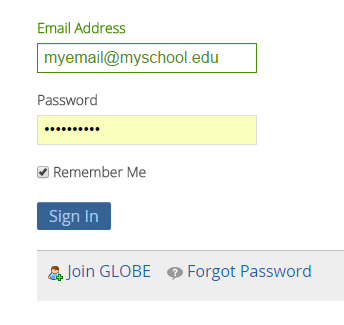 Email Address
myemail@myschool.edu
Password
••••••••••
Remember Me
Sign In
Join GLOBE Forgot Password